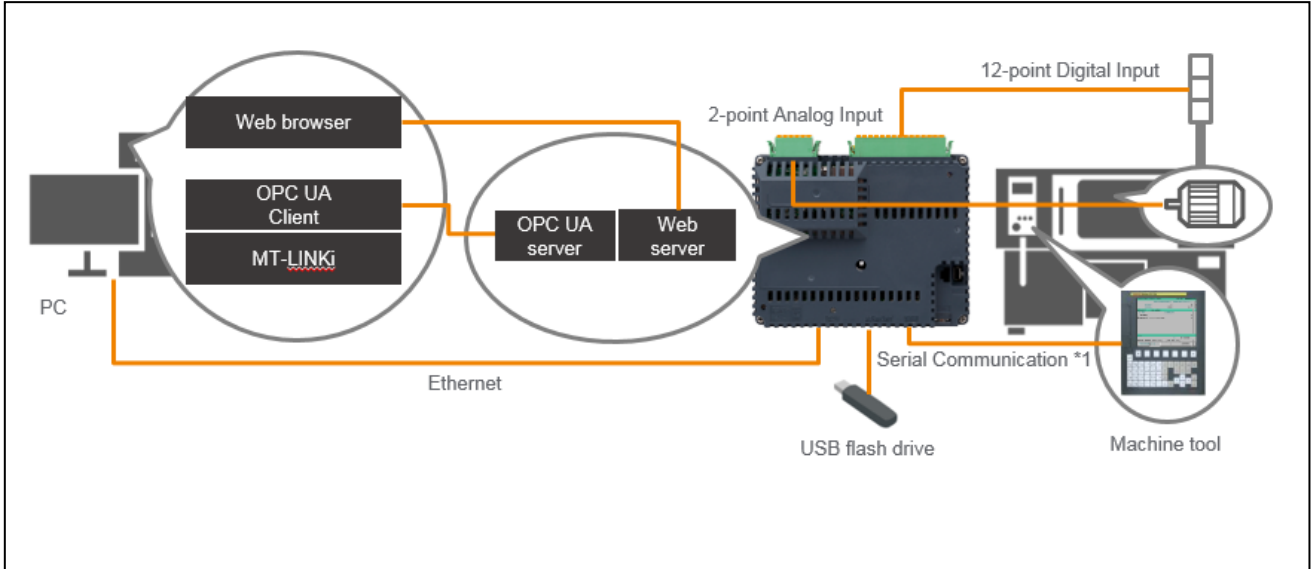 12-point Digital Input
2-point Analog Input
Web browser
OPC UA
Client
MT-LINKi
OPC UA
server
Web
server
PC
Ethernet
Serial Communication *1
USB flash drive
Machine tool